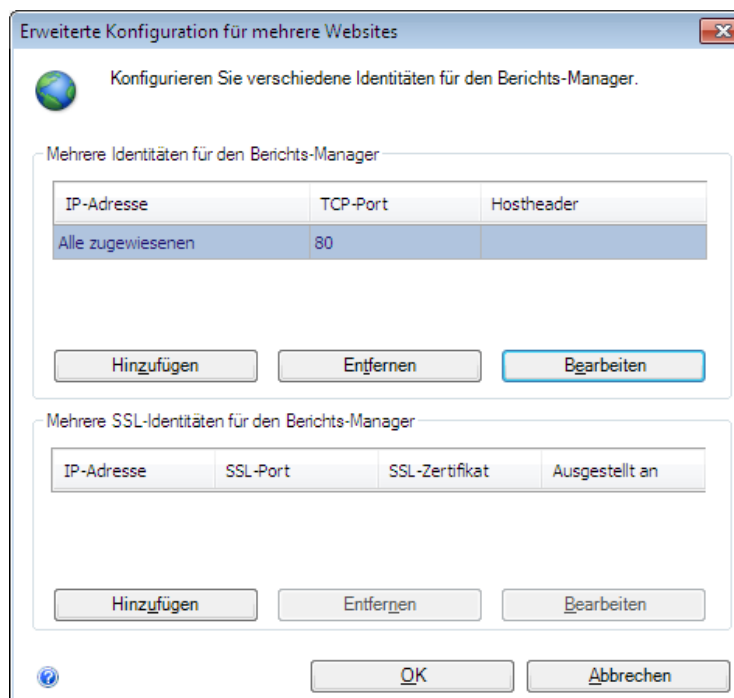 Erweiterte Konfiguration für mehrere Websites
Konfigurieren Sie verschiedene Identitäten für den Berichts-Manager.
Mehrere Identitäten für den Berichts-Manager
IP-Adresse TCP-Port Hostheader
Alle zugewiesenen 80
Hinzufügen Entfernen Bearbeiten
Mehrere SSL-Identitäten für den Berichts-Manager
IP-Adresse SSL-Port SSL-Zertifikat Ausgestellt an
Hinzufügen Entfernen Bearbeiten
OK Abbrechen